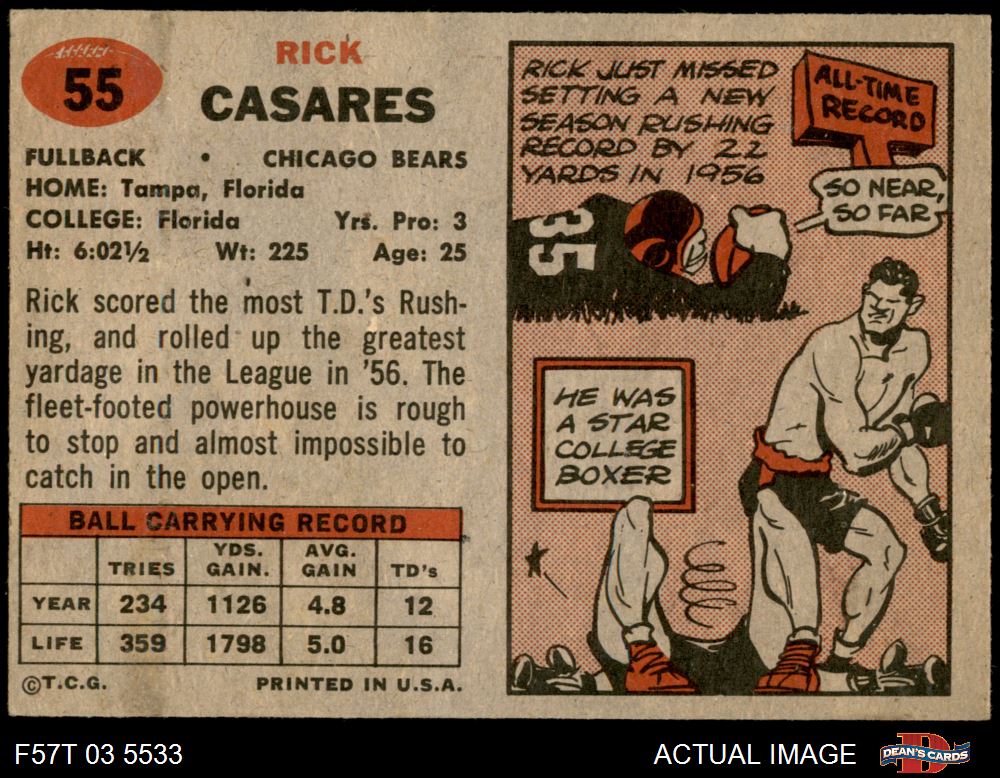 55
RICK
CASARES
FULLBACK • CHICAGO BEARS
HOME: Tampa, Florida
COLLEGE: Florida Yrs. Pro: 3
Ht: 6:02½ Wt: 225 Age: 25
Rick scored the most T.D.'s Rush-
ing, and rolled up the greatest
yardage in the League in '56. The
fleet-footed powerhouse is rough
to stop and almost impossible to
catch in the open.
BALL CARRYING RECORD
TRIES YDS. GAIN. AVG. GAIN TD's
YEAR 234 1126 4.8 12
LIFE 359 1798 5.0 16
©T.C.G. PRINTED IN U.S.A.
RICK JUST MISSED
SETTING A NEW
SEASON RUSHING
RECORD BY 22
YARDS IN 1956
ALL-TIME
RECORD
SO NEAR,
SO FAR
35
HE WAS
A STAR
COLLEGE
BOXER
F57T 03 5533 ACTUAL IMAGE
D
DEAN'S CARDS